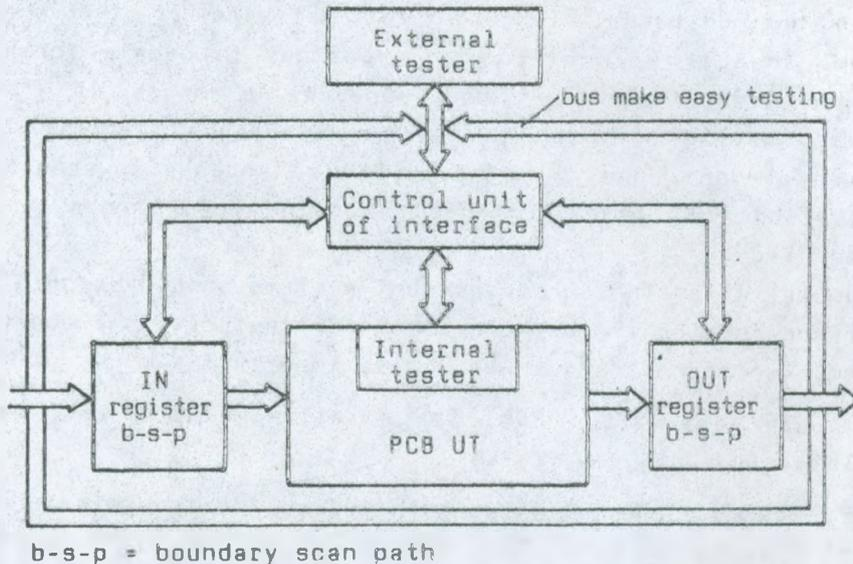 External
tester
bus make easy testing
Control unit
of interface
Internal
tester
IN
register
b-s-p
PCB UT
OUT
register
b-s-p
b-s-p = boundary scan path